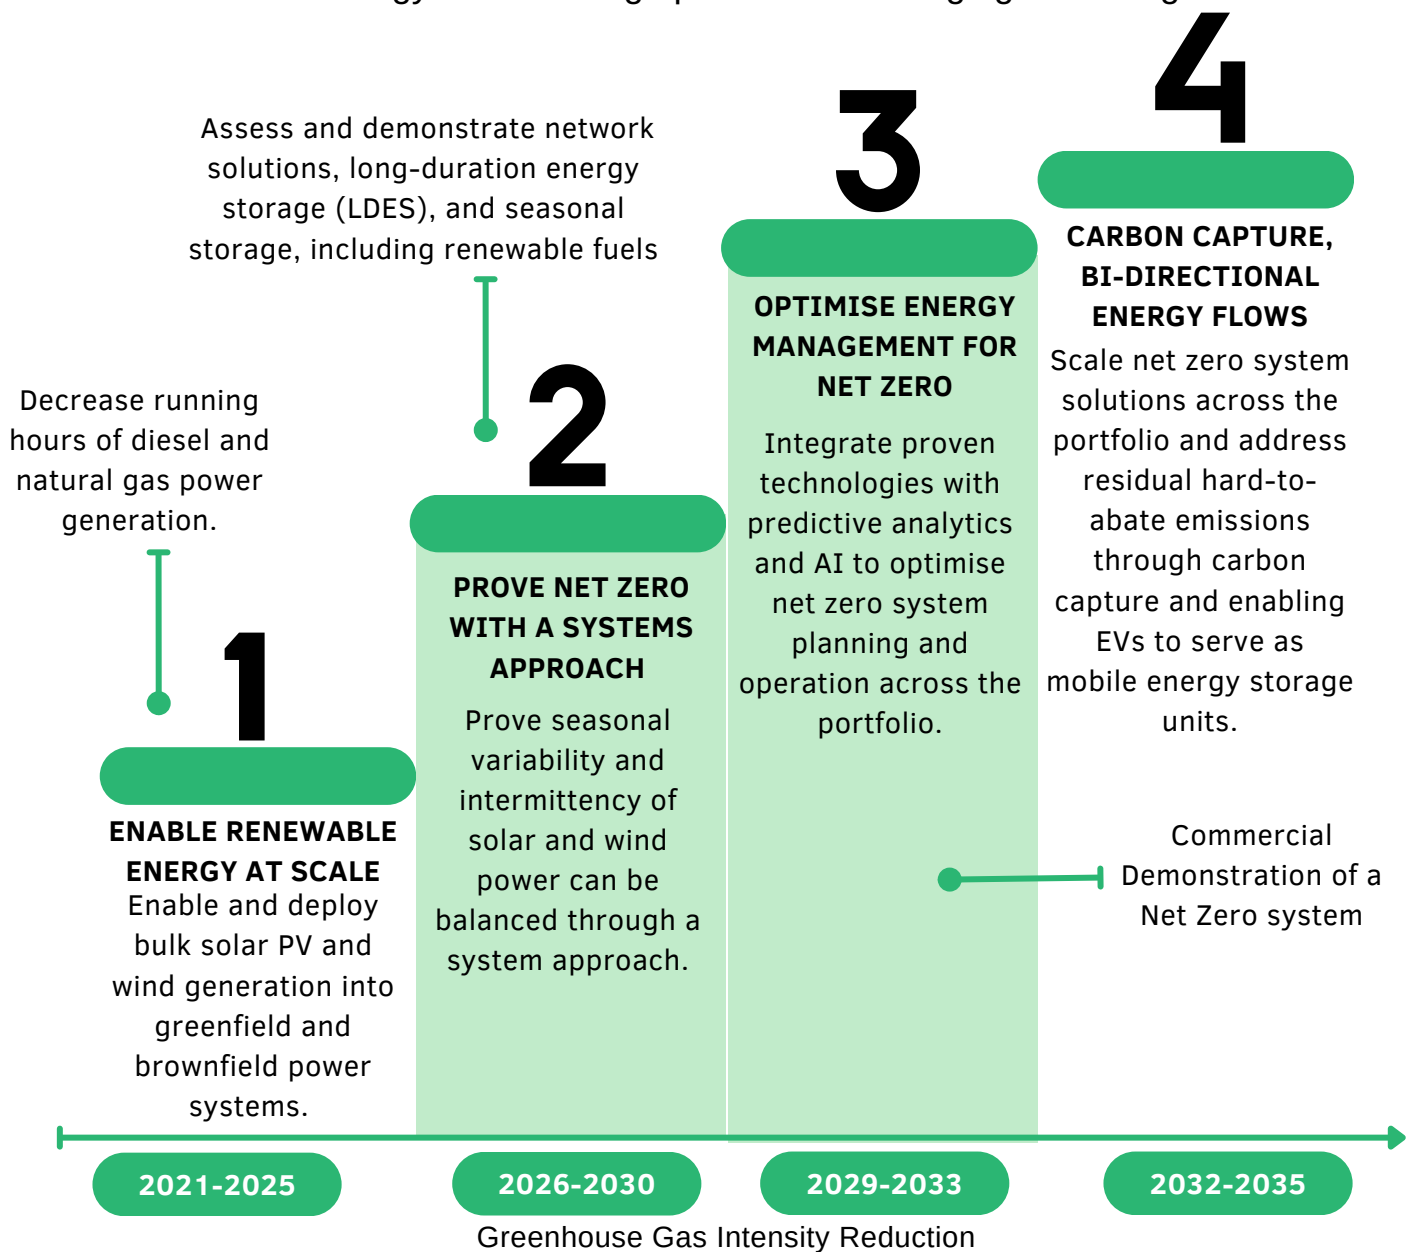 Assess and demonstrate network
solutions, long-duration energy
storage (LDES), and seasonal
storage, including renewable fuels
Decrease running
hours of diesel and
natural gas power
generation.
1
ENABLE RENEWABLE
ENERGY AT SCALE
Enable and deploy
bulk solar PV and
wind generation into
greenfield and
brownfield power
systems.
2
PROVE NET ZERO
WITH A SYSTEMS
APPROACH
Prove seasonal
variability and
intermittency of
solar and wind
power can be
balanced through a
system approach.
3
OPTIMISE ENERGY
MANAGEMENT FOR
NET ZERO
Integrate proven
technologies with
predictive analytics
and AI to optimise
net zero system
planning and
operation across the
portfolio.
4
CARBON CAPTURE,
BI-DIRECTIONAL
ENERGY FLOWS
Scale net zero system
solutions across the
portfolio and address
residual hard-to-
abate emissions
through carbon
capture and enabling
EVs to serve as
mobile energy storage
units.
Commercial
Demonstration of a
Net Zero system
2021-2025
2026-2030
2029-2033
2032-2035
Greenhouse Gas Intensity Reduction